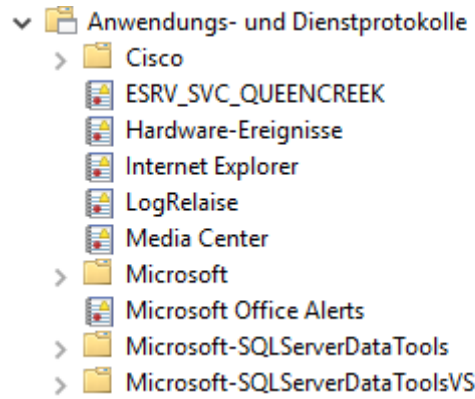 Anwendungs- und Dienstprotokolle
Cisco
ESRV_SVC_QUEENCREEK
Hardware-Ereignisse
Internet Explorer
LogRelaise
Media Center
Microsoft
Microsoft Office Alerts
Microsoft-SQLServerDataTools
Microsoft-SQLServerDataToolsVS